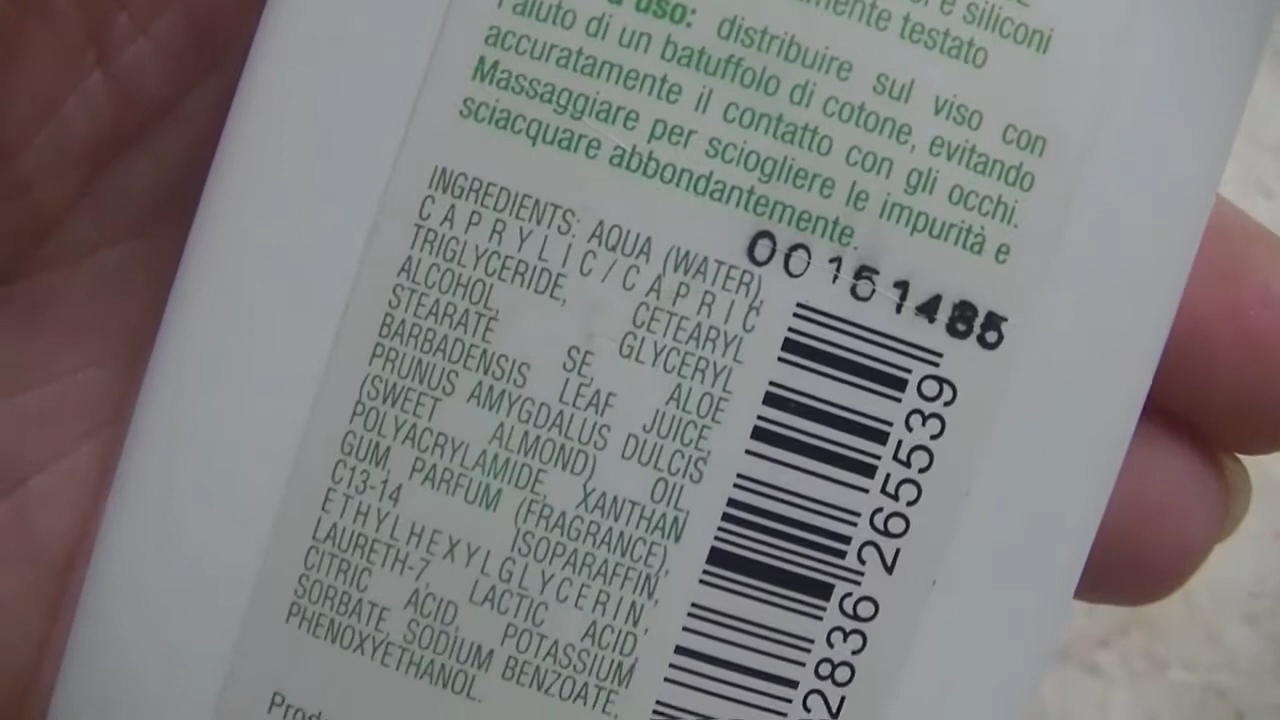 e siliconi
mente testato
uso: distribuire sul viso con
l'aiuto di un batuffolo di cotone, evitando
accuratamente il contatto con gli occhi.
Massaggiare per sciogliere le impurità e
sciacquare abbondantemente.
INGREDIENTS: AQUA (WATER),
CAPRYLIC/CAPRIC
TRIGLYCERIDE, CETEARYL
ALCOHOL, GLYCERYL
STEARATE SE, ALOE
BARBADENSIS LEAF JUICE,
PRUNUS AMYGDALUS DULCIS
(SWEET ALMOND) OIL,
POLYACRYLAMIDE, XANTHAN
GUM, PARFUM (FRAGRANCE),
C13-14 ISOPARAFFIN,
ETHYLHEXYLGLYCERIN,
LAURETH-7, LACTIC ACID,
CITRIC ACID, POTASSIUM
SORBATE, SODIUM BENZOATE,
PHENOXYETHANOL.
00151485
2836 265539